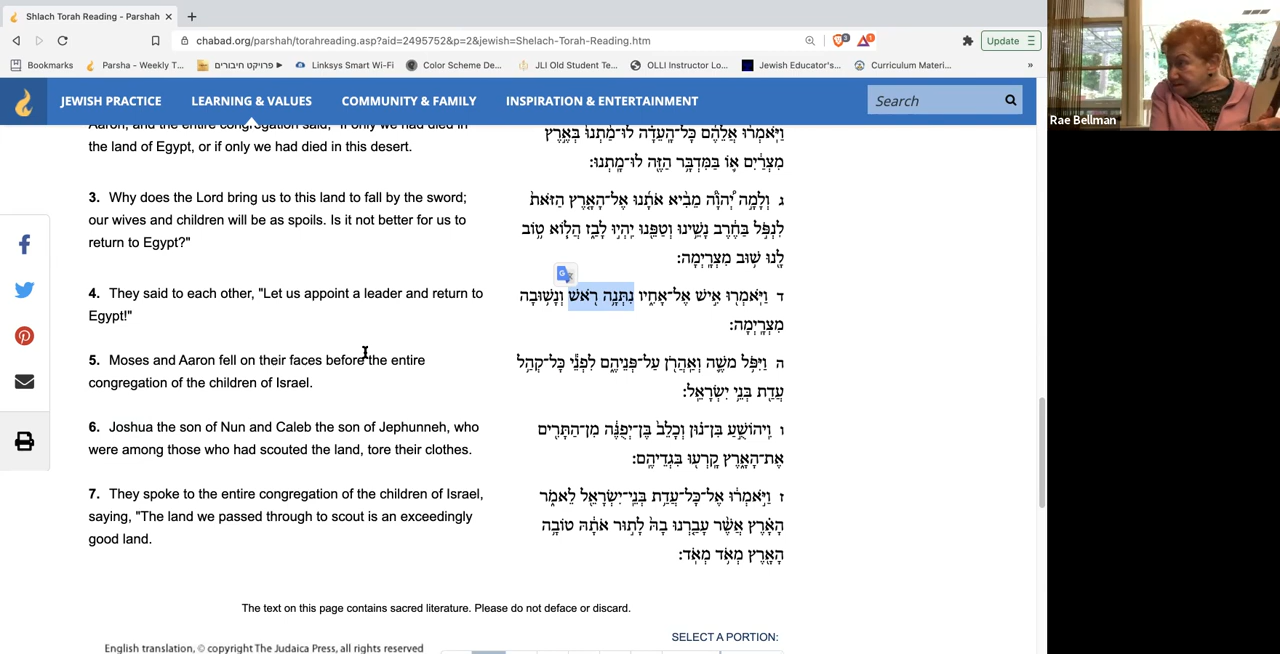 Shlach Torah Reading - Parshah
chabad.org/parshah/torahreading.asp?aid=2495752&p=2&jewish=Shelach-Torah-Reading.htm
3
1
Update
Bookmarks
Parsha - Weekly T...
פרויקט חיבורים
Linksys Smart Wi-Fi
Color Scheme De...
JLI Old Student Te...
OLLI Instructor Lo...
Jewish Educator's...
Curriculum Materi...
»
Rae Bellman
JEWISH PRACTICE
LEARNING & VALUES
COMMUNITY & FAMILY
INSPIRATION & ENTERTAINMENT
Search
Aaron, and the entire congregation said, "If only we had died in
the land of Egypt, or if only we had died in this desert.
וַיֹּאמְר֨וּ אֲלֵהֶ֜ם כָּל־הָֽעֵדָ֗ה לוּ־מַ֨תְנוּ֙ בְּאֶ֣רֶץ
מִצְרַ֔יִם א֛וֹ בַּמִּדְבָּ֥ר הַזֶּ֖ה לוּ־מָֽתְנוּ:
3. Why does the Lord bring us to this land to fall by the sword;
our wives and children will be as spoils. Is it not better for us to
return to Egypt?"
ג וְלָמָ֣ה יְ֠הֹוָ֠ה מֵבִ֨יא אֹתָ֜נוּ אֶל־הָאָ֤רֶץ הַזֹּאת֙
לִנְפֹּ֣ל בַּחֶ֔רֶב נָשֵׁ֥ינוּ וְטַפֵּ֖נוּ יִֽהְי֣וּ לָבַ֑ז הֲל֧וֹא ט֦וֹב
לָ֖נוּ שׁ֥וּב מִצְרָֽיְמָה:
G
4. They said to each other, "Let us appoint a leader and return to
Egypt!"
ד וַיֹּֽאמְר֖וּ אִ֣ישׁ אֶל־אָחִ֑יו נִתְּנָ֥ה רֹ֖אשׁ וְנָשׁ֥וּבָה
מִצְרָֽיְמָה:
5. Moses and Aaron fell on their faces before the entire
congregation of the children of Israel.
ה וַיִּפֹּ֥ל משֶׁ֛ה וְאַֽהֲרֹ֖ן עַל־פְּנֵיהֶ֑ם לִפְנֵ֕י כָּל־קְהַ֥ל
עֲדַ֖ת בְּנֵ֥י יִשְׂרָאֵֽל:
6. Joshua the son of Nun and Caleb the son of Jephunneh, who
were among those who had scouted the land, tore their clothes.
ו וִֽיהוֹשֻׁ֣עַ בִּן־נ֗וּן וְכָלֵב֙ בֶּן־יְפֻנֶּ֔ה מִן־הַתָּרִ֖ים
אֶת־הָאָ֑רֶץ קָֽרְע֖וּ בִּגְדֵיהֶֽם:
7. They spoke to the entire congregation of the children of Israel,
saying, "The land we passed through to scout is an exceedingly
good land.
ז וַיֹּ֣אמְר֔וּ אֶל־כָּל־עֲדַ֥ת בְּנֵֽי־יִשְׂרָאֵ֖ל לֵאמֹ֑ר
הָאָ֗רֶץ אֲשֶׁ֨ר עָבַ֤רְנוּ בָהּ֙ לָת֣וּר אֹתָ֔הּ טוֹבָ֥ה
הָאָ֖רֶץ מְאֹ֥ד מְאֹֽד:
The text on this page contains sacred literature. Please do not deface or discard.
SELECT A PORTION:
English translation, © copyright The Judaica Press, all rights reserved